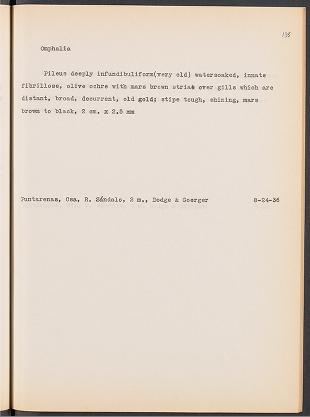 138
Omphalia
Pileus deeply infundibuliform(very old) watersoaked, innate
fibrillose, olive ochre with mars brown striae over gills which are
distant, broad, decurrent, old gold; stipe tough, shining, mars
brown to black, 2 cm. x 2.5 mm
Puntarenas, Osa, R. Sándalo, 2 m., Dodge & Goerger 8-24-36